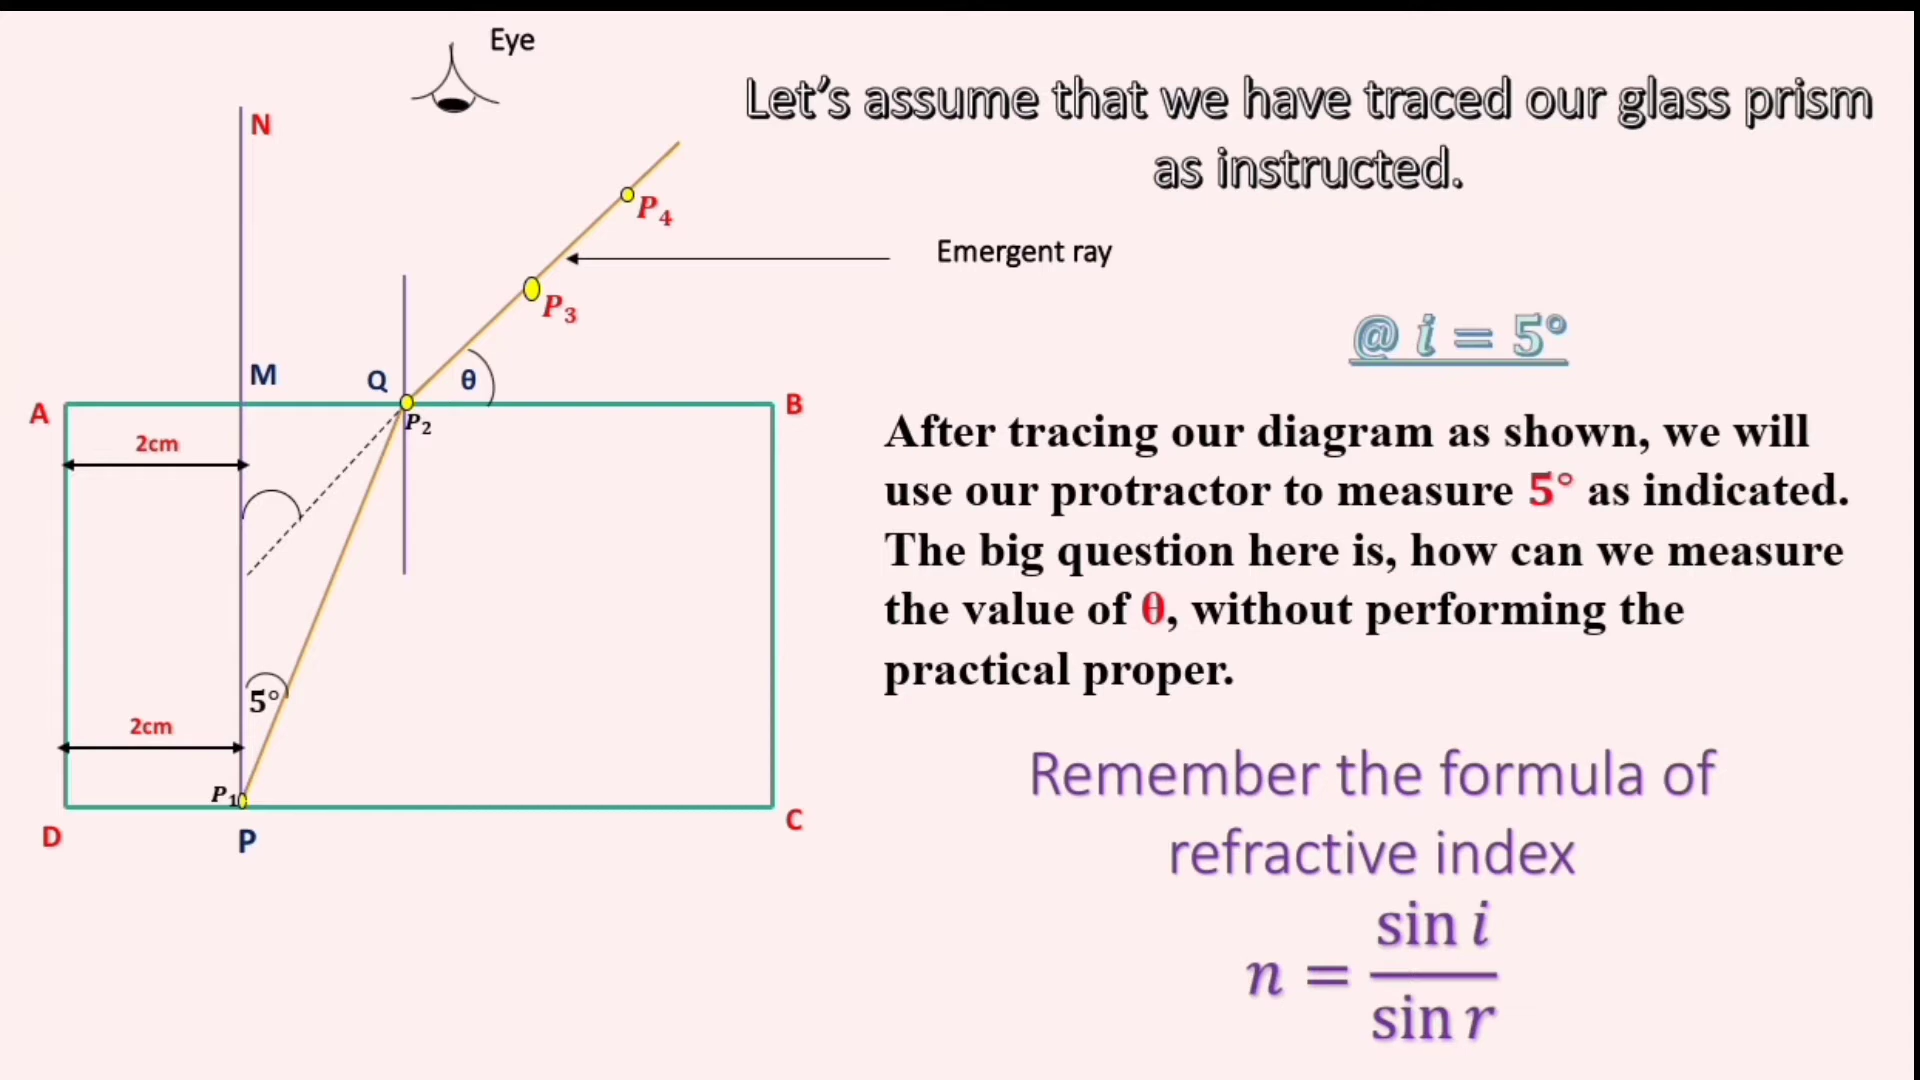 Eye
Let's assume that we have traced our glass prism
as instructed.
N
P₄
Emergent ray
P₃
@ i = 5°
M
Q
θ
A
B
P₂
2cm
After tracing our diagram as shown, we will
use our protractor to measure 5° as indicated.
The big question here is, how can we measure
the value of θ, without performing the
practical proper.
5°
2cm
P₁
D
P
C
Remember the formula of
refractive index
n = sin i / sin r